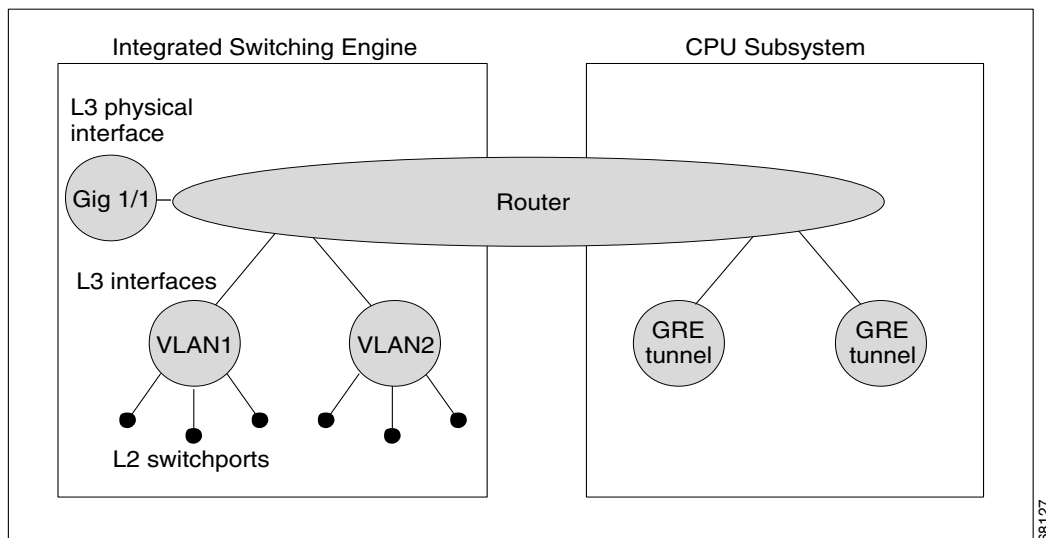 Integrated Switching Engine
CPU Subsystem
L3 physical
interface
Gig 1/1
Router
L3 interfaces
VLAN1
VLAN2
GRE
tunnel
GRE
tunnel
L2 switchports
68127